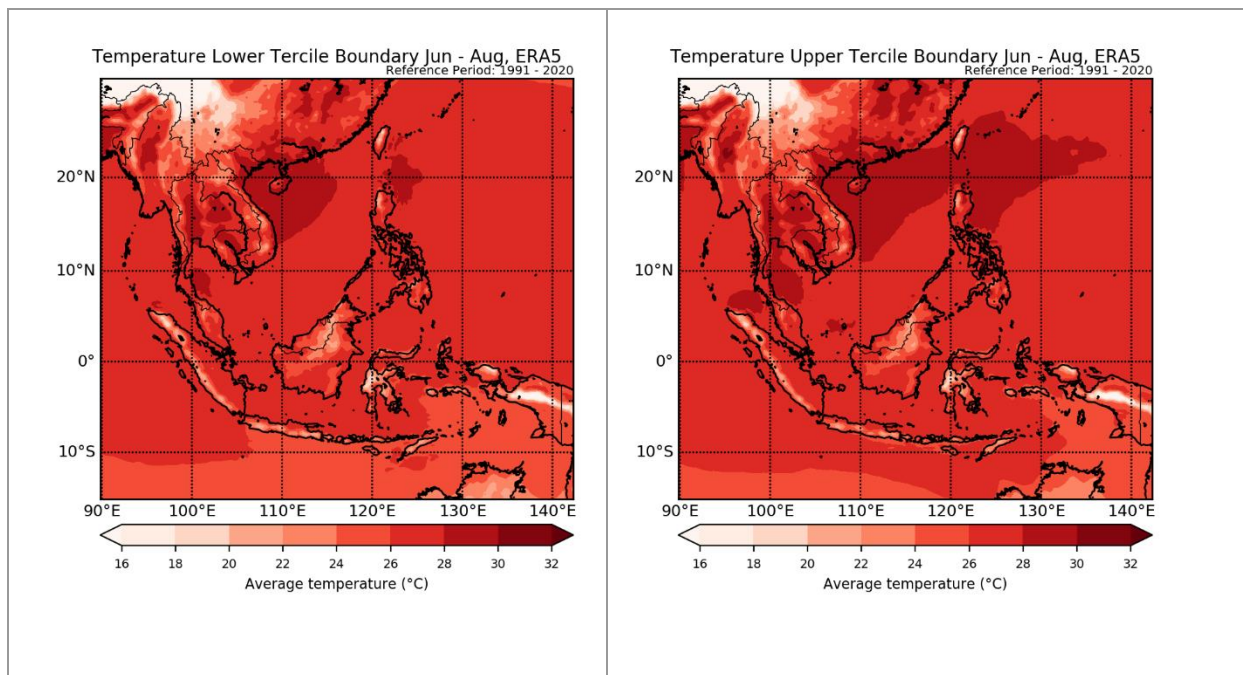 Temperature Lower Tercile Boundary Jun - Aug, ERA5
Reference Period: 1991 - 2020
20°N
10°N
0°
10°S
90°E 100°E 110°E 120°E 130°E 140°E
16 18 20 22 24 26 28 30 32
Average temperature (°C)
Temperature Upper Tercile Boundary Jun - Aug, ERA5
Reference Period: 1991 - 2020
20°N
10°N
0°
10°S
90°E 100°E 110°E 120°E 130°E 140°E
16 18 20 22 24 26 28 30 32
Average temperature (°C)